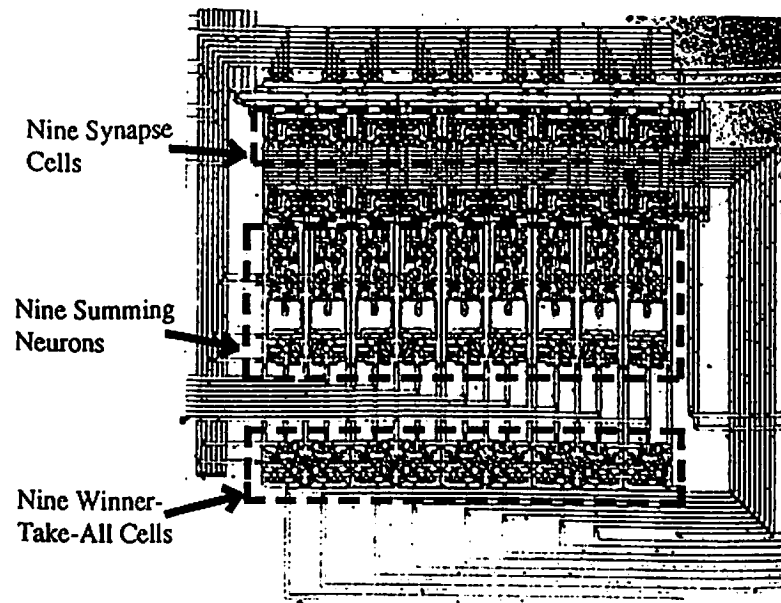 Nine Synapse
Cells
Nine Summing
Neurons
Nine Winner-
Take-All Cells